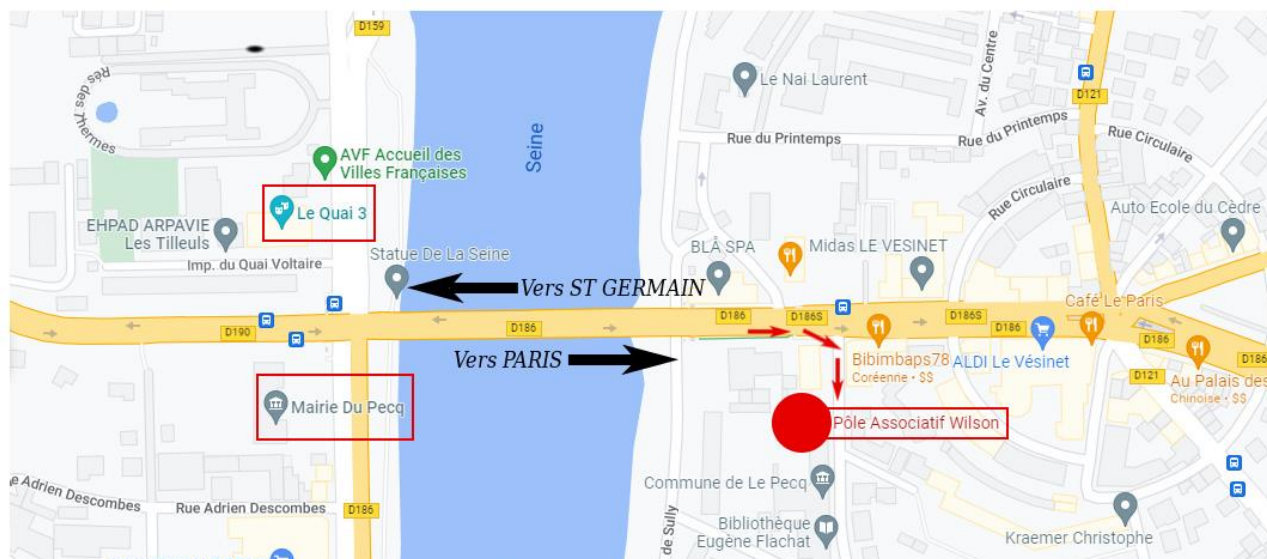 D159
Le Nai Laurent
Av. du Centre
D121
Rés des Thermes
Seine
Rue du Printemps
Rue du Printemps
Rue Circulaire
AVF Accueil des
Villes Françaises
Le Quai 3
Rue Circulaire
Auto Ecole du Cèdre
EHPAD ARPAVIE
Les Tilleuls
Imp. du Quai Voltaire
Statue De La Seine
BLÂ SPA
Midas LE VESINET
Vers ST GERMAIN
Café Le Paris
D190
D186
D186
D186S
D186S
D186
D186
D186
Vers PARIS
Bibimbaps78
Coréenne • $$
ALDI Le Vésinet
D121
Au Palais des
Chinoise • $$
Mairie Du Pecq
Pôle Associatif Wilson
Commune de Le Pecq
e Adrien Descombes
Rue Adrien Descombes
D186
Bibliothèque
Eugène Flachat
de Sully
Kraemer Christophe